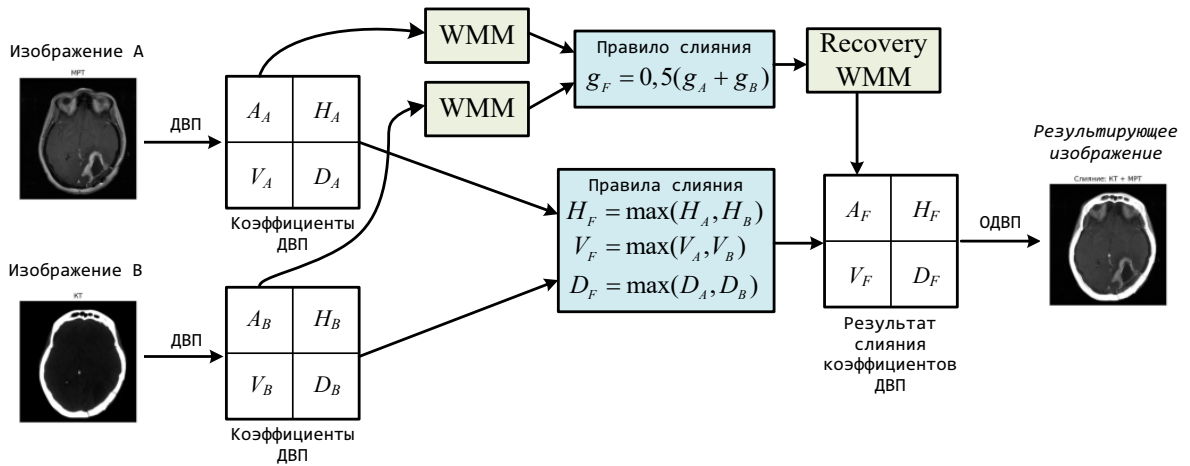 Изображение А
МРТ
ДВП
A_A H_A
V_A D_A
Коэффициенты
ДВП
Изображение В
КТ
ДВП
A_B H_B
V_B D_B
Коэффициенты
ДВП
WMM
WMM
Правило слияния
g_F = 0,5(g_A + g_B)
Recovery
WMM
Правила слияния
H_F = max(H_A, H_B)
V_F = max(V_A, V_B)
D_F = max(D_A, D_B)
A_F H_F
V_F D_F
Результат
слияния
коэффициентов
ДВП
ОДВП
Результирующее
изображение
Слияние: КТ + МРТ